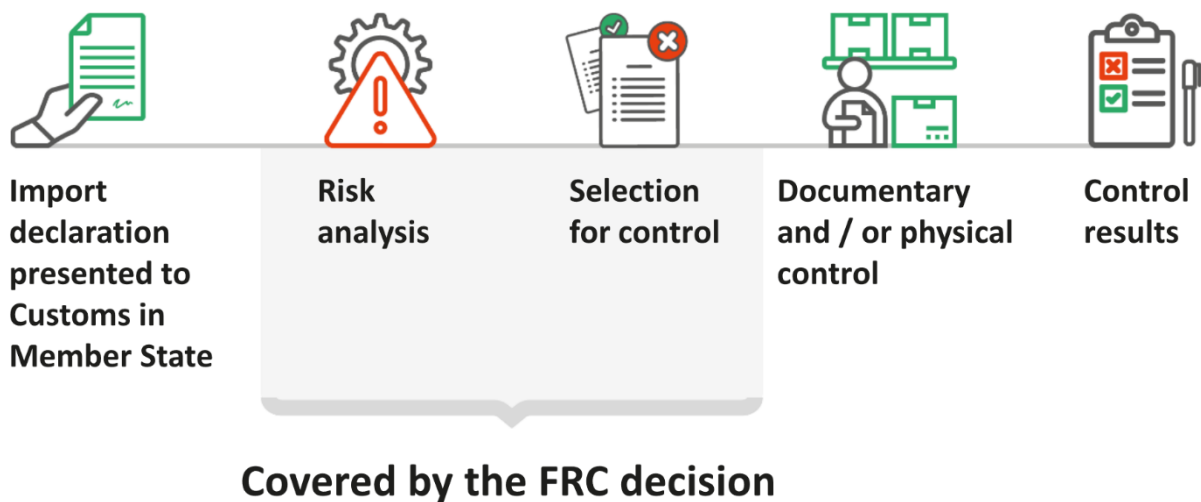 Import
declaration
presented to
Customs in
Member State
Risk
analysis
Selection
for control
Documentary
and / or physical
control
Control
results
Covered by the FRC decision